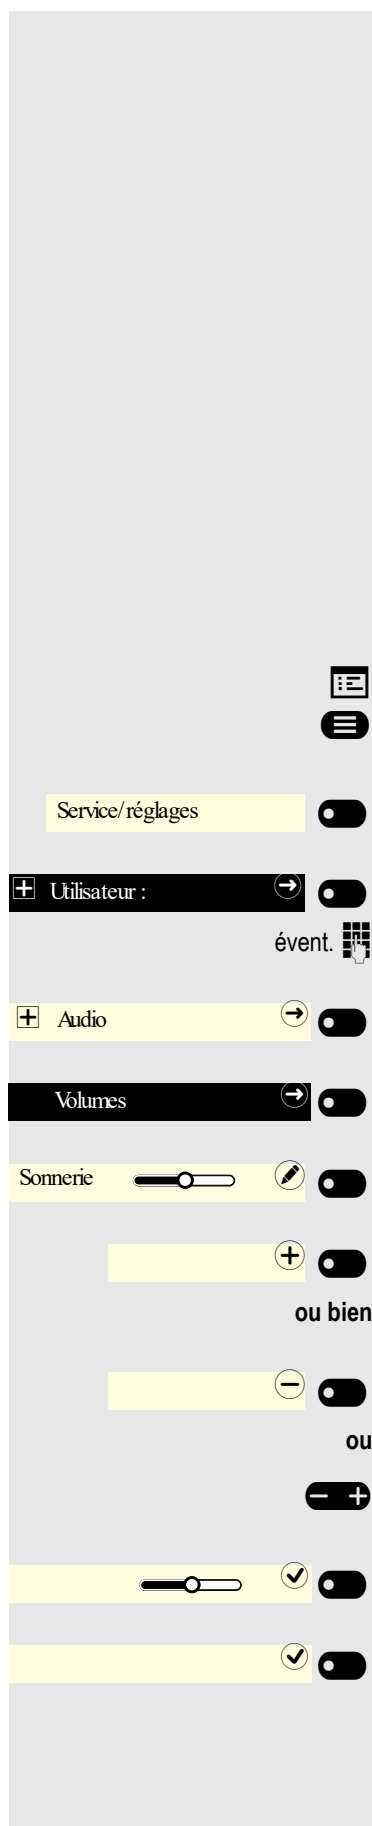 Service/réglages
Utilisateur :
évent.
Audio
Volumes
Sonnerie
ou bien
ou